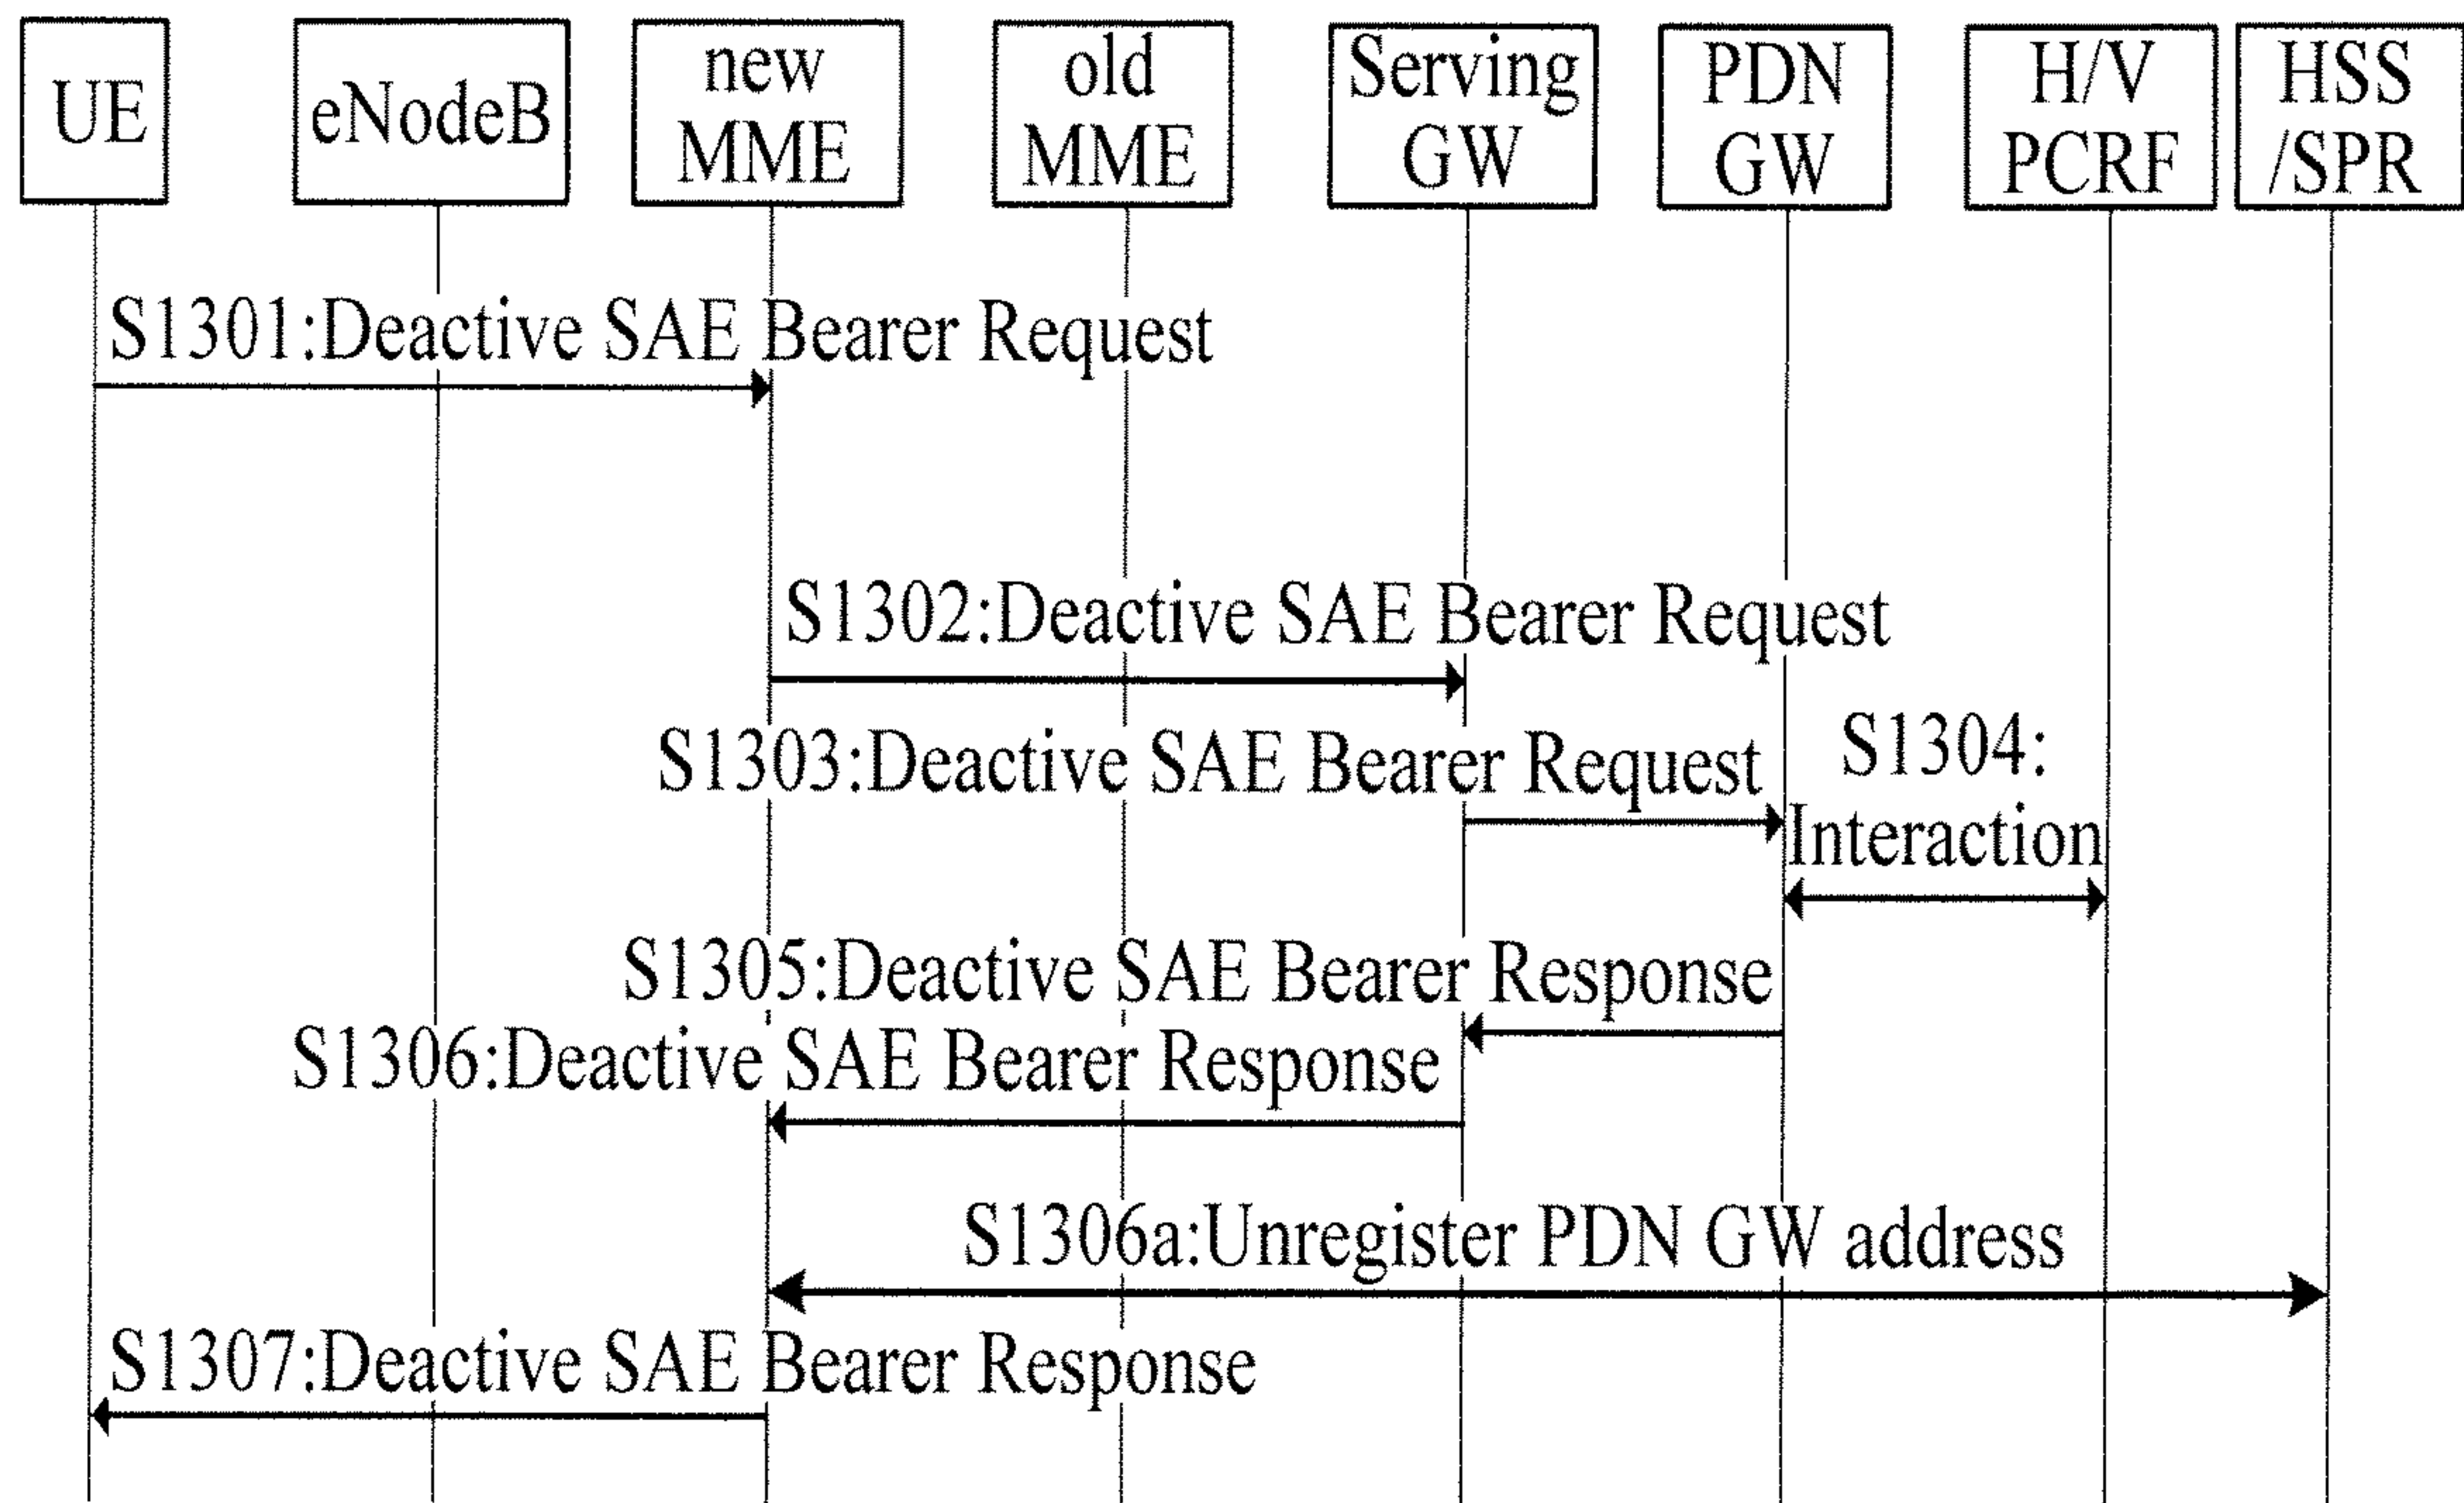 UE
eNodeB
new
MME
old
MME
Serving
GW
PDN
GW
H/V
PCRF
HSS
/SPR
S1301:Deactive SAE Bearer Request
S1302:Deactive SAE Bearer Request
S1303:Deactive SAE Bearer Request
S1304:
Interaction
S1305:Deactive SAE Bearer Response
S1306:Deactive SAE Bearer Response
S1306a:Unregister PDN GW address
S1307:Deactive SAE Bearer Response